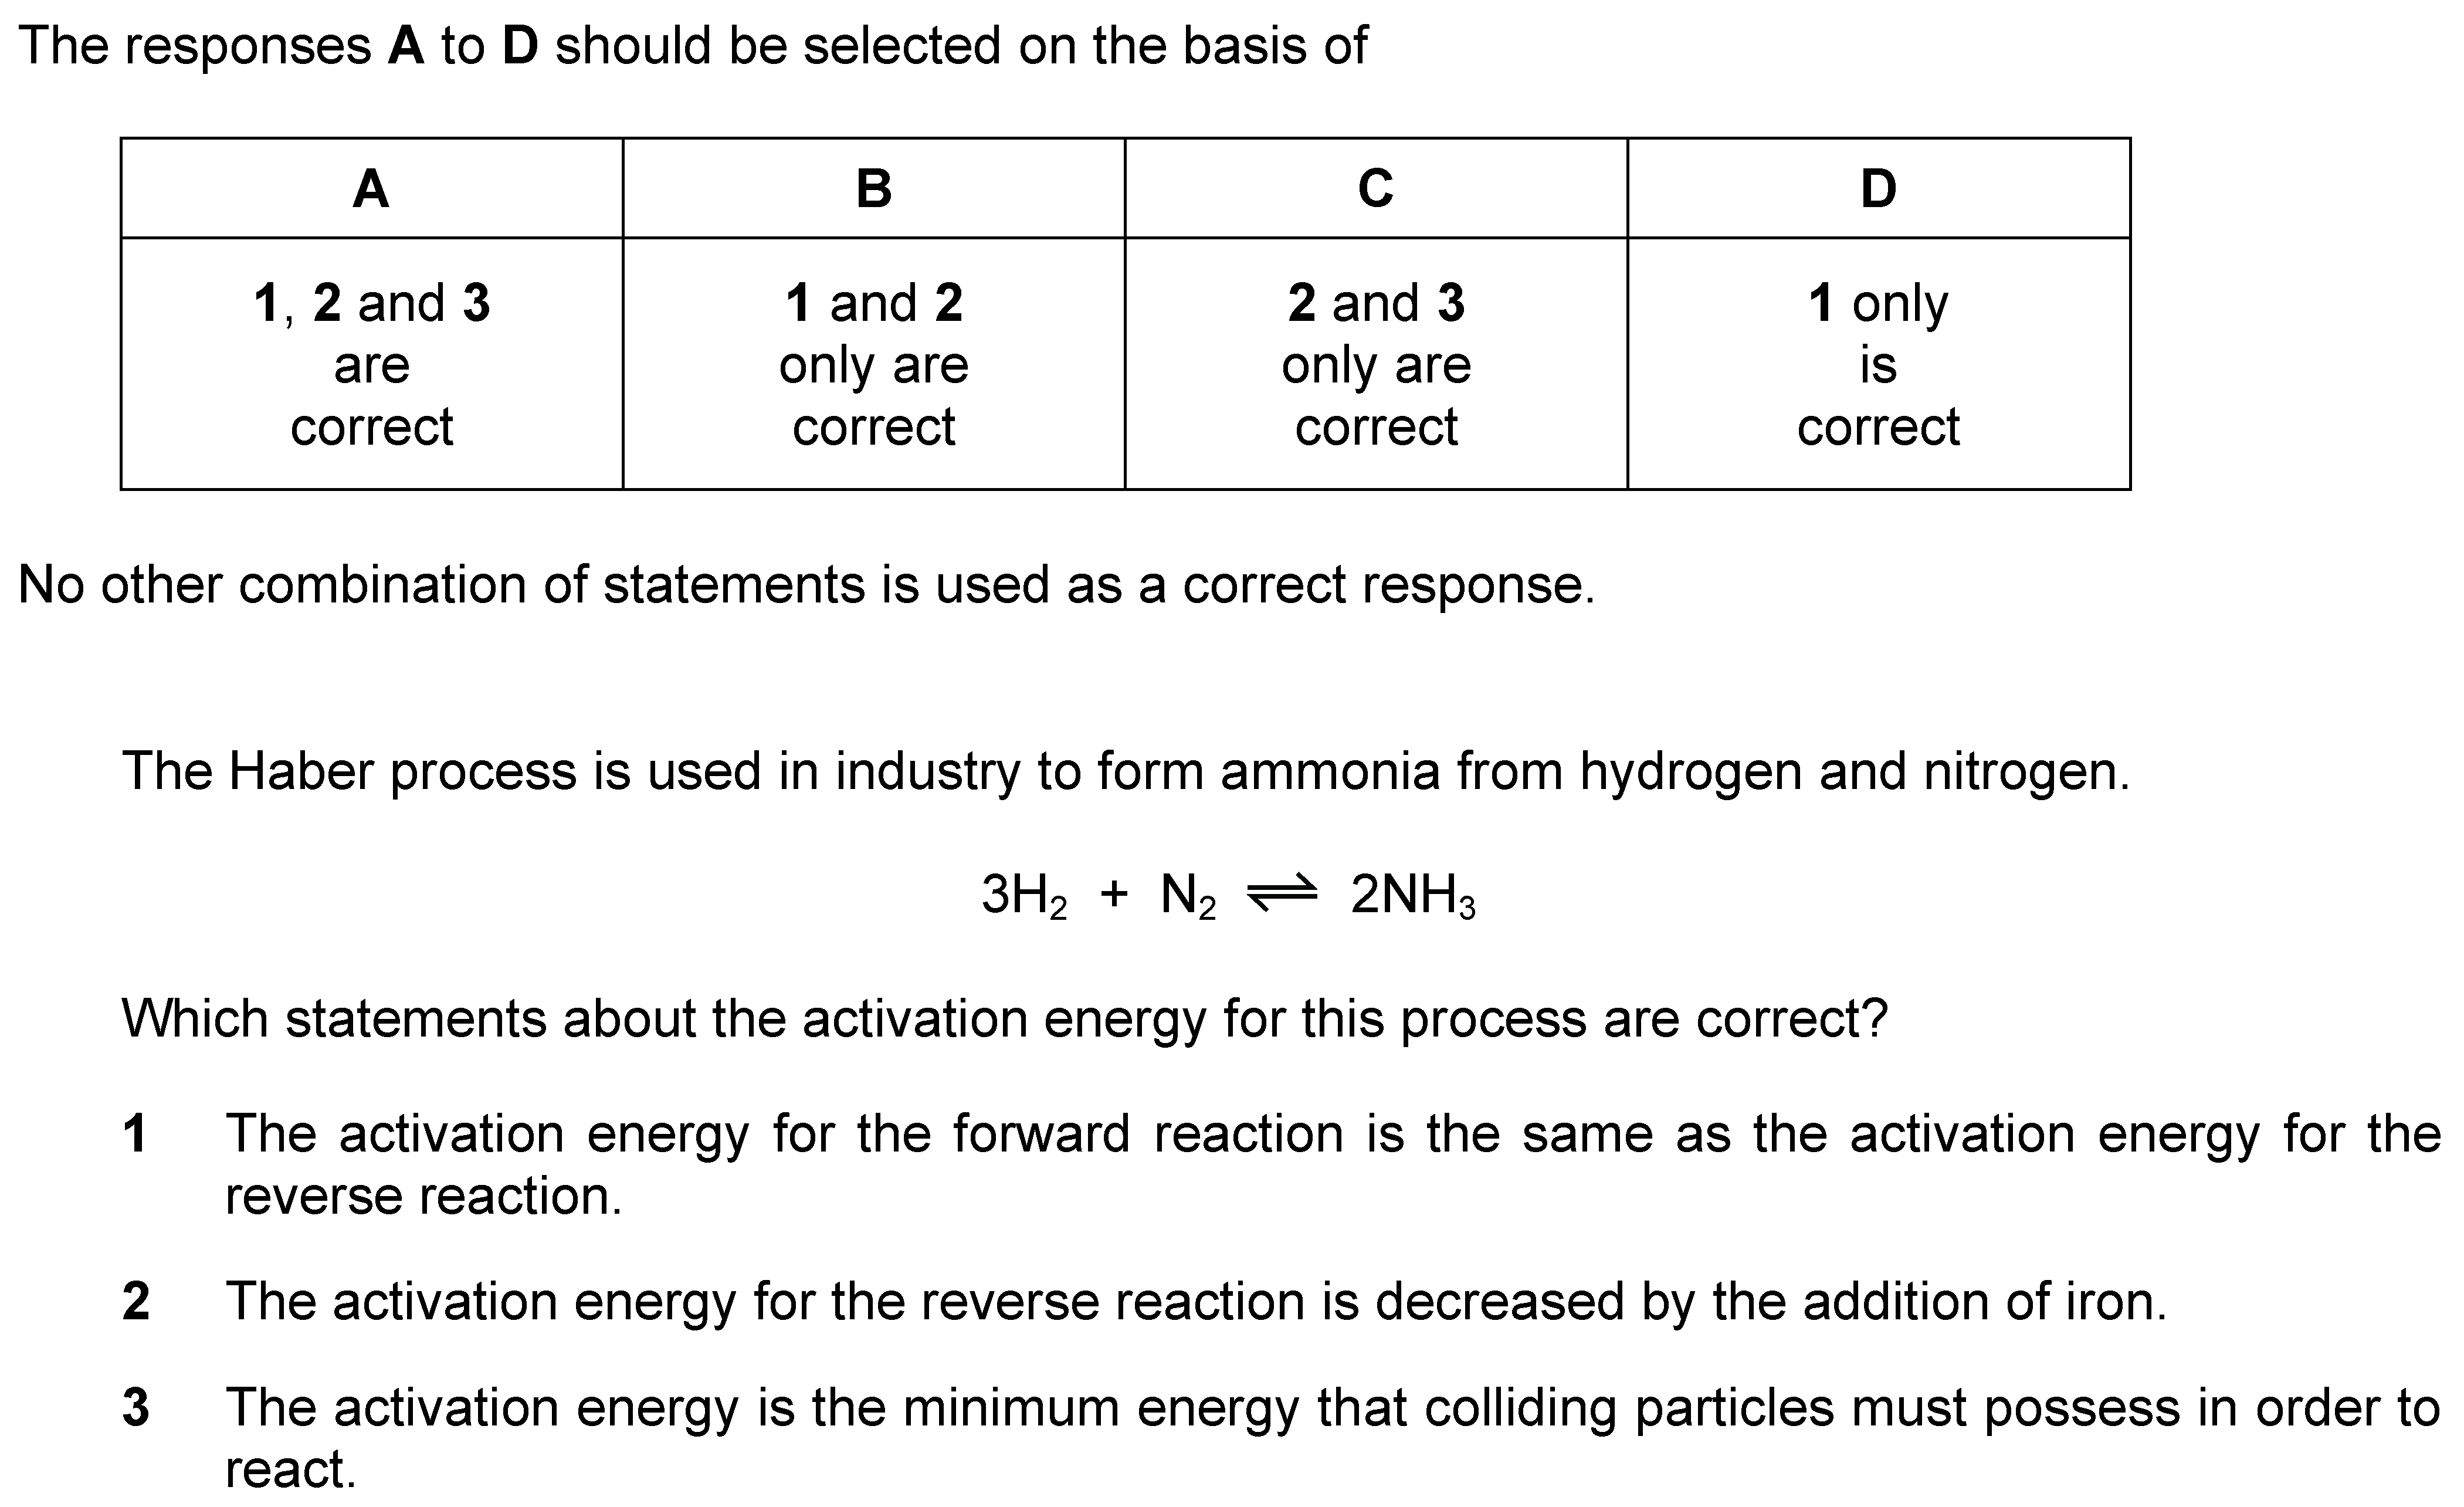 The responses A to D should be selected on the basis of
A B C D
1, 2 and 3 1 and 2 2 and 3 1 only
are only are only are is
correct correct correct correct
No other combination of statements is used as a correct response.
The Haber process is used in industry to form ammonia from hydrogen and nitrogen.
3H₂ + N₂ ⇌ 2NH₃
Which statements about the activation energy for this process are correct?
1 The activation energy for the forward reaction is the same as the activation energy for the
reverse reaction.
2 The activation energy for the reverse reaction is decreased by the addition of iron.
3 The activation energy is the minimum energy that colliding particles must possess in order to
react.